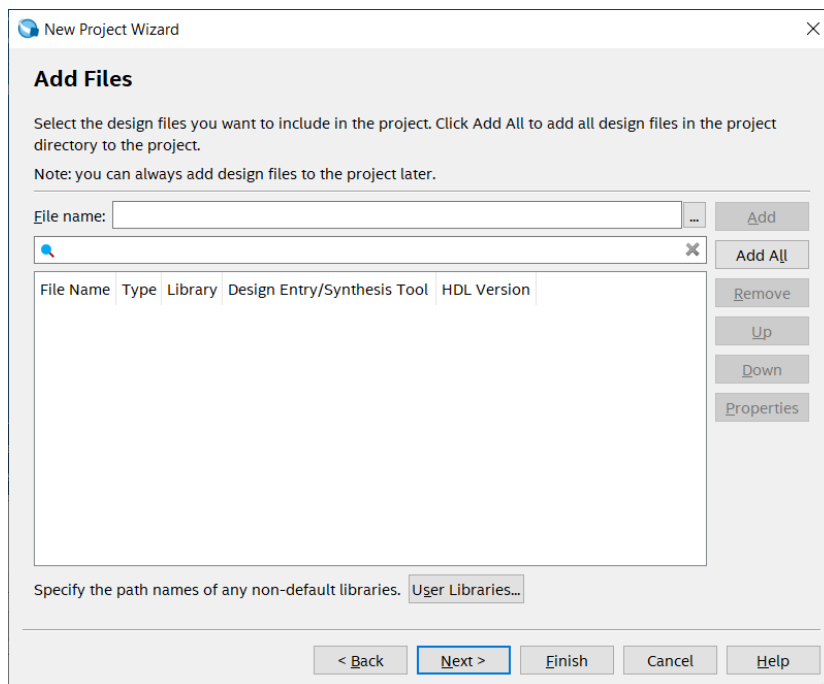 New Project Wizard
Add Files
Select the design files you want to include in the project. Click Add All to add all design files in the project
directory to the project.
Note: you can always add design files to the project later.
File name: ... Add
Add All
File Name Type Library Design Entry/Synthesis Tool HDL Version
Remove
Up
Down
Properties
Specify the path names of any non-default libraries. User Libraries...
< Back Next > Finish Cancel Help